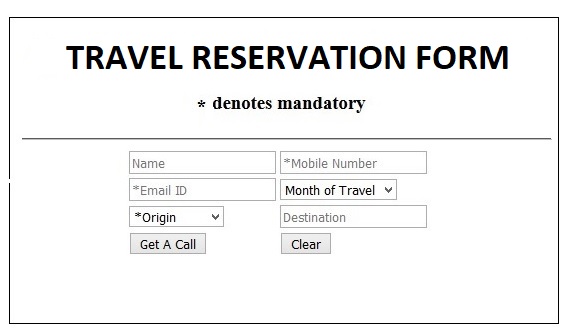 TRAVEL RESERVATION FORM
* denotes mandatory
Name *Mobile Number
*Email ID Month of Travel
*Origin Destination
Get A Call Clear